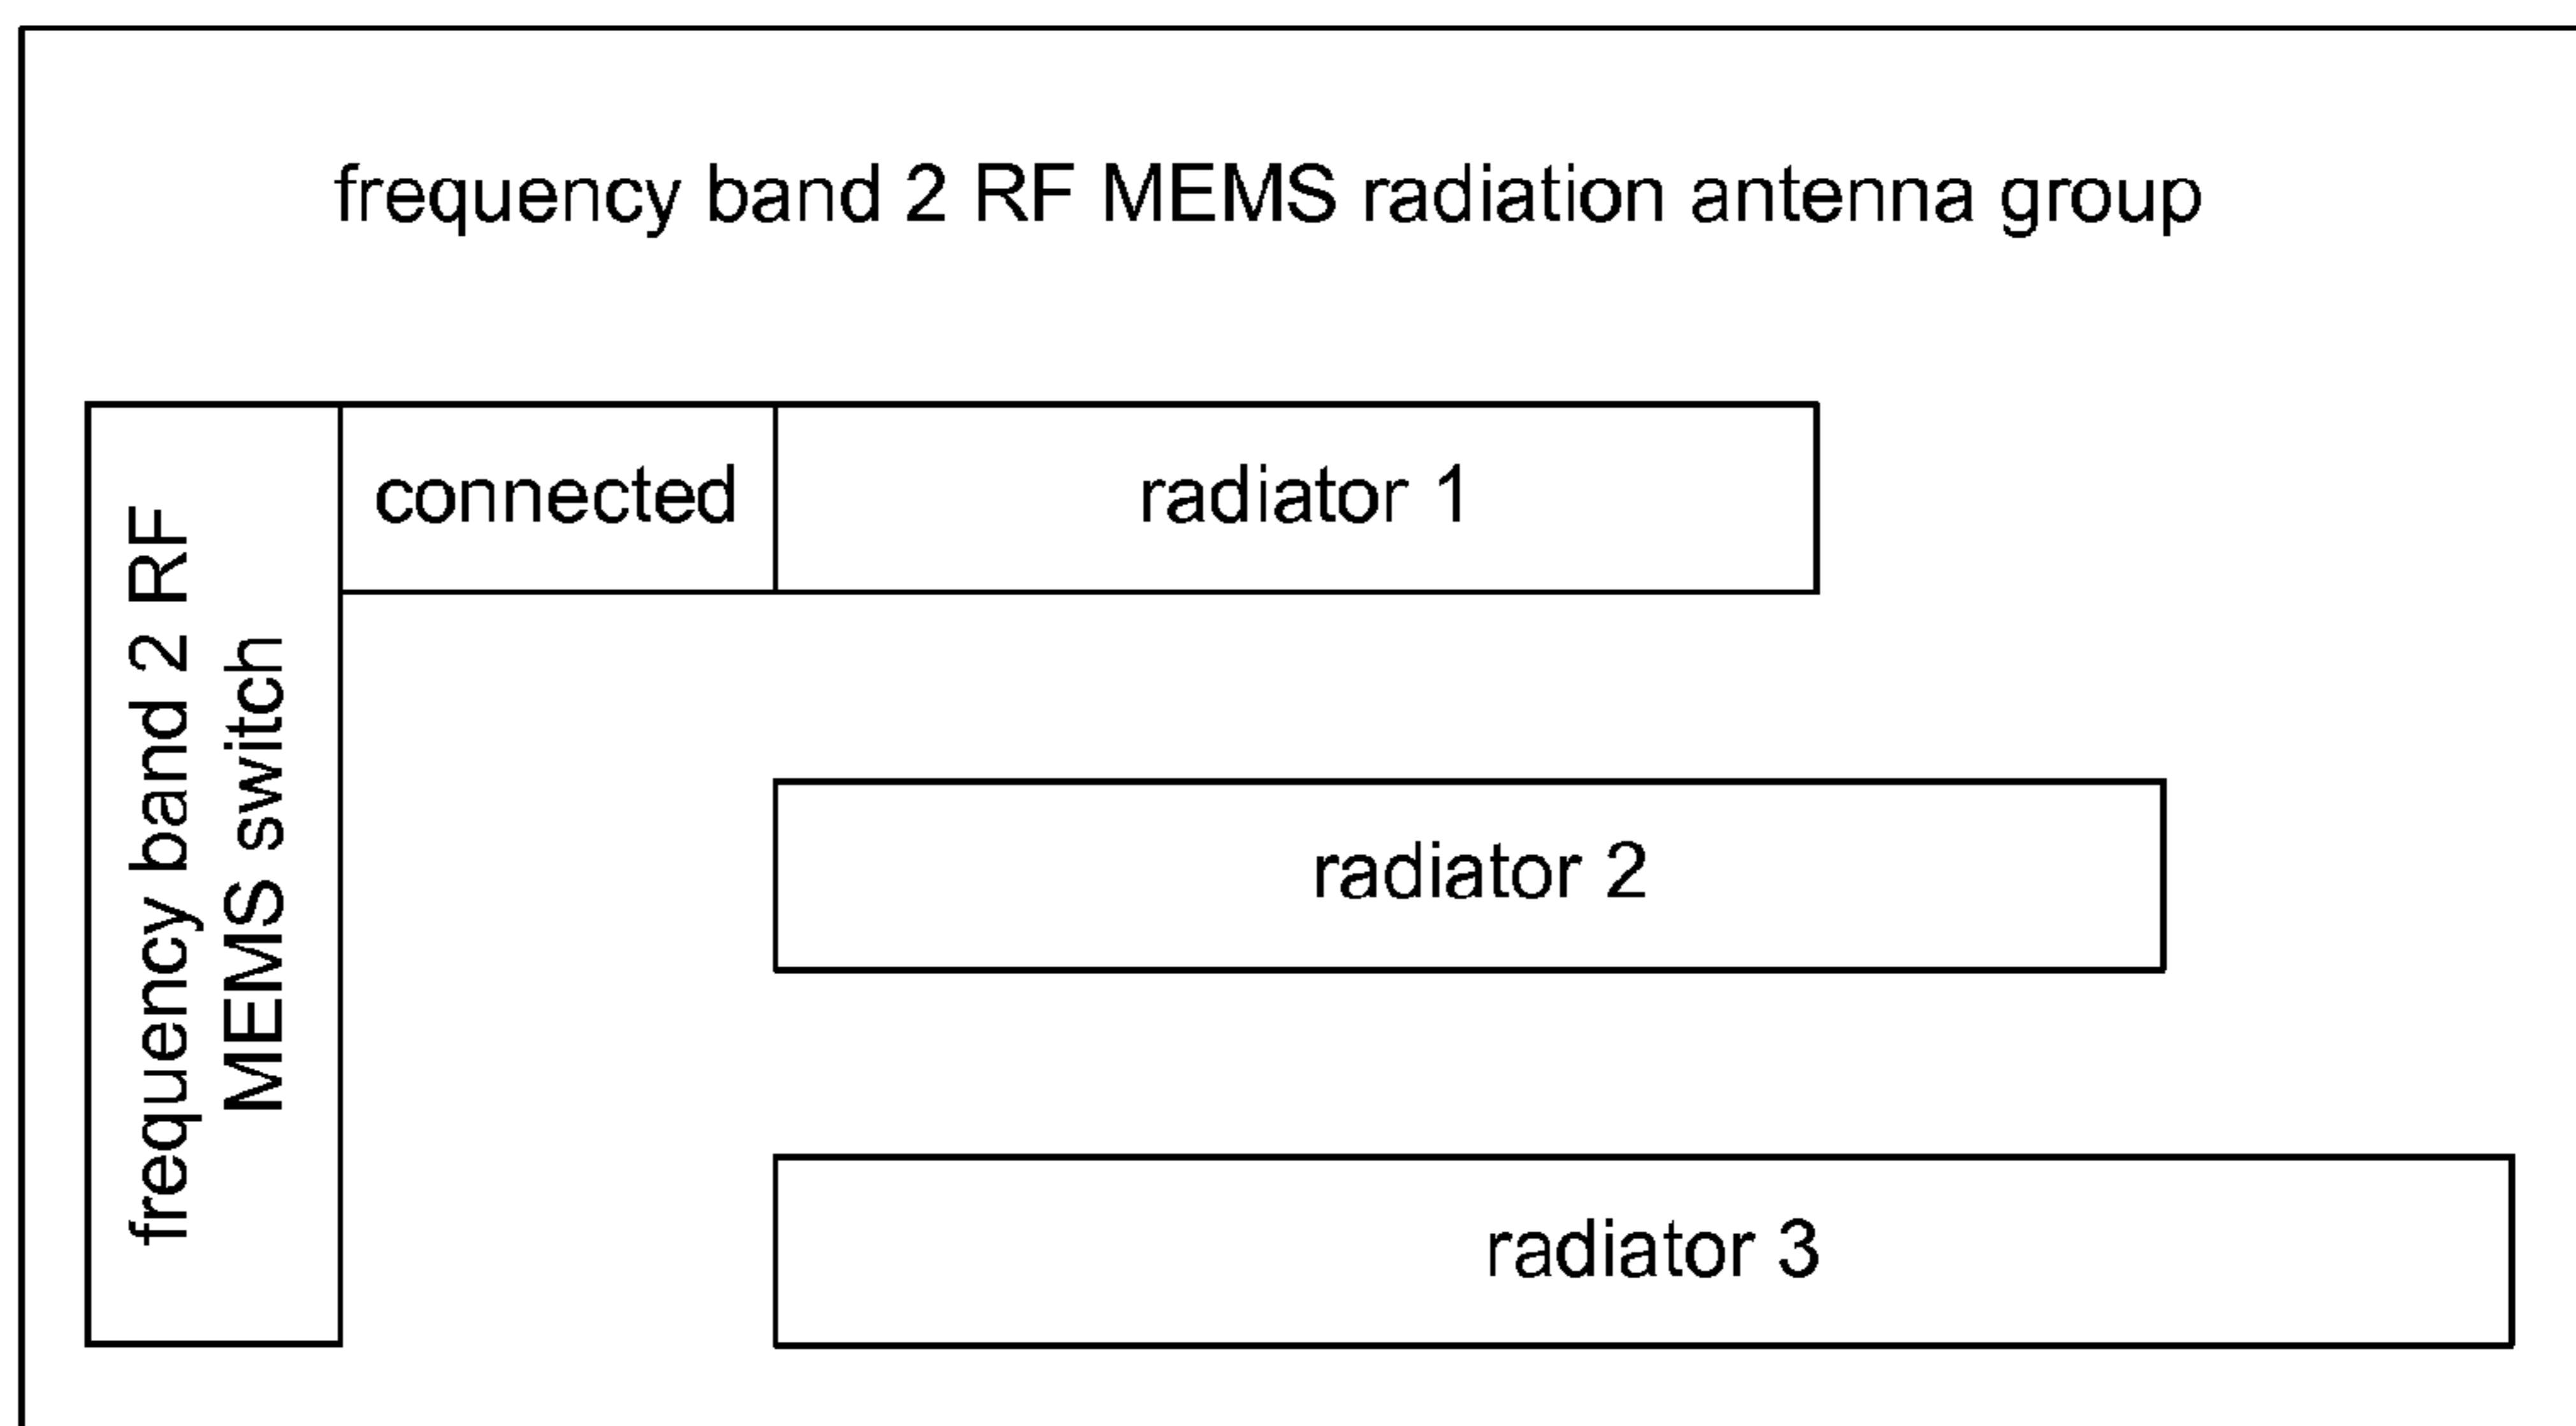 frequency band 2 RF MEMS radiation antenna group
frequency band 2 RF
MEMS switch
connected
radiator 1
radiator 2
radiator 3